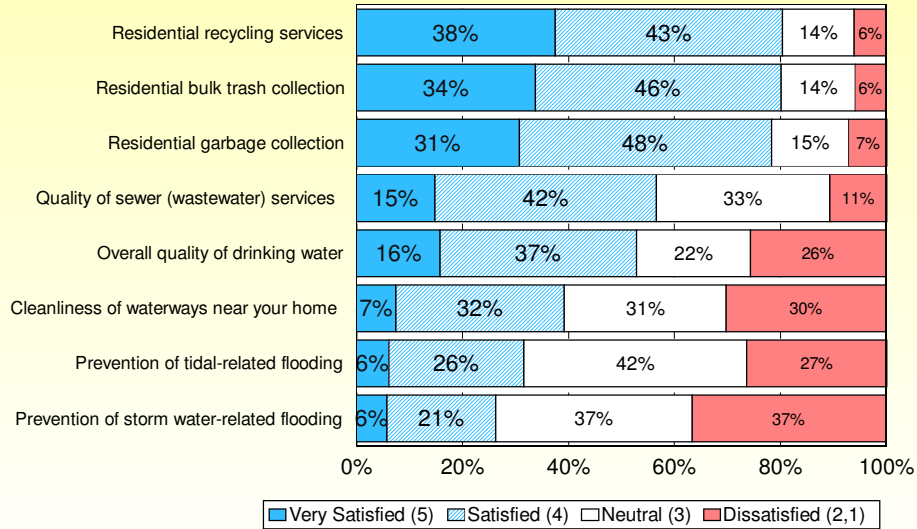 Residential recycling services 38% 43% 14% 6%
Residential bulk trash collection 34% 46% 14% 6%
Residential garbage collection 31% 48% 15% 7%
Quality of sewer (wastewater) services 15% 42% 33% 11%
Overall quality of drinking water 16% 37% 22% 26%
Cleanliness of waterways near your home 7% 32% 31% 30%
Prevention of tidal-related flooding 6% 26% 42% 27%
Prevention of storm water-related flooding 6% 21% 37% 37%
0% 20% 40% 60% 80% 100%
Very Satisfied (5) Satisfied (4) Neutral (3) Dissatisfied (2,1)